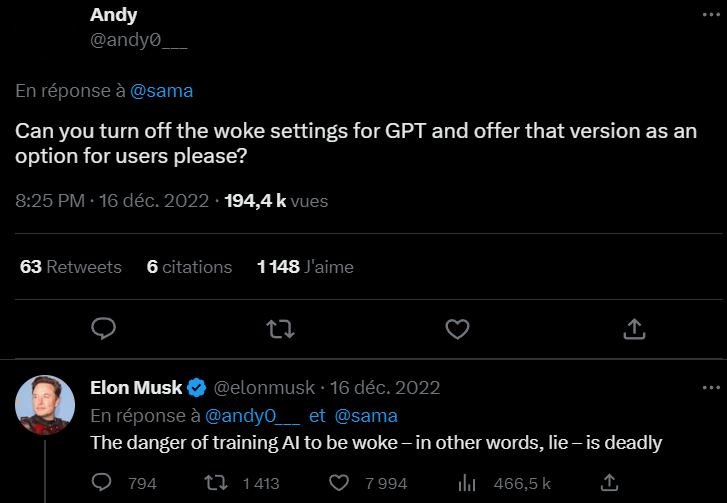 Andy
@andy0___
En réponse à @sama
Can you turn off the woke settings for GPT and offer that version as an
option for users please?
8:25 PM · 16 déc. 2022 · 194,4 k vues
63 Retweets 6 citations 1 148 J'aime
Elon Musk @elonmusk · 16 déc. 2022
En réponse à @andy0___ et @sama
The danger of training AI to be woke – in other words, lie – is deadly
794 1 413 7 994 466,5 k